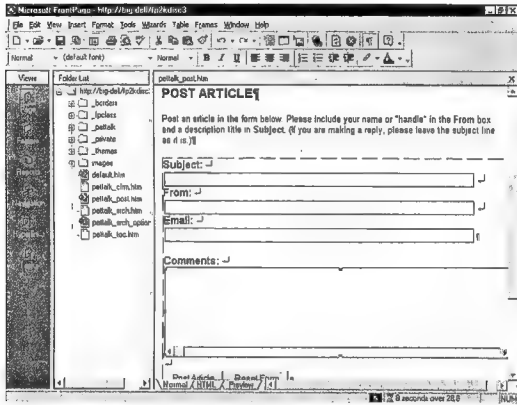 Microsoft FrontPage - http://big-dell/fp2kdisc3
File Edit View Insert Format Tools Wizards Table Frames Window Help
Normal (default font) Normal B I U
Views
Folder List
pettalk_post.htm
http://big-dell/fp2kdisc:
_borders
_fpclass
_pettalk
_private
_themes
images
default.htm
pettalk_cfrm.htm
pettalk_post.htm
pettalk_srch.htm
pettalk_srch_option
pettalk_toc.htm
POST ARTICLE¶
Post an article in the form below. Please include your name or "handle" in the From box
and a description title in Subject. (If you are making a reply, please leave the subject line
as it is.)¶
Subject:
From:
Email:
Comments:
Post Article Reset Form
Normal HTML Preview
8 seconds over 28.8 NUM